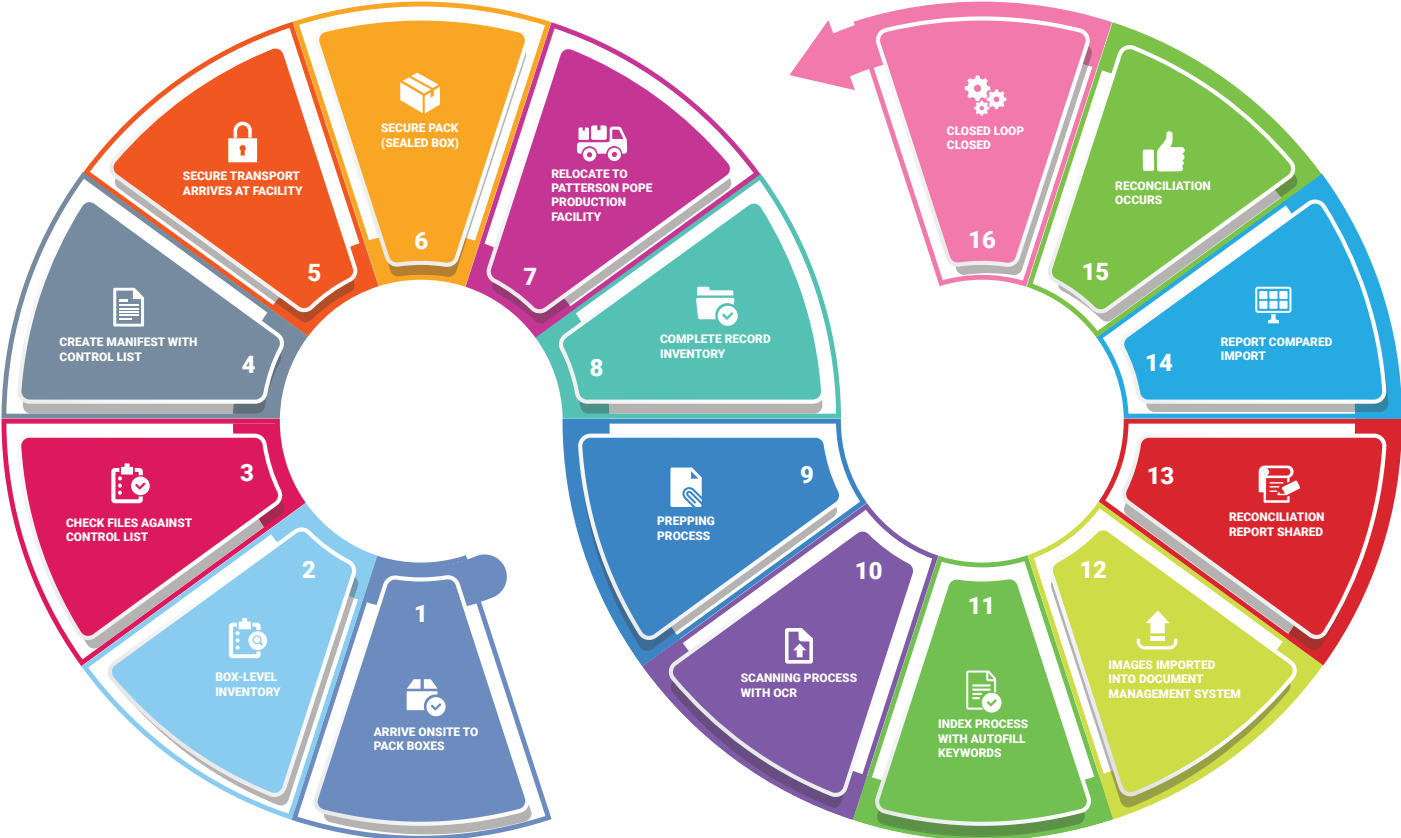 1
ARRIVE ONSITE TO
PACK BOXES
2
BOX-LEVEL
INVENTORY
3
CHECK FILES AGAINST
CONTROL LIST
4
CREATE MANIFEST WITH
CONTROL LIST
5
SECURE TRANSPORT
ARRIVES AT FACILITY
6
SECURE PACK
(SEALED BOX)
7
RELOCATE TO
PATTERSON POPE
PRODUCTION
FACILITY
8
COMPLETE RECORD
INVENTORY
9
PREPPING
PROCESS
10
SCANNING PROCESS
WITH OCR
11
INDEX PROCESS
WITH AUTOFILL
KEYWORDS
12
IMAGES IMPORTED
INTO DOCUMENT
MANAGEMENT SYSTEM
13
RECONCILIATION
REPORT SHARED
14
REPORT COMPARED
IMPORT
15
RECONCILIATION
OCCURS
16
CLOSED LOOP
CLOSED